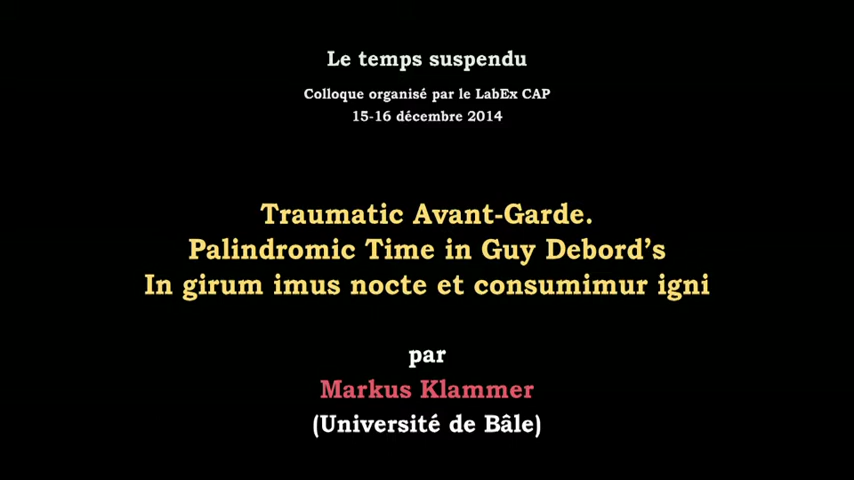 Le temps suspendu
Colloque organisé par le LabEx CAP
15-16 décembre 2014
Traumatic Avant-Garde.
Palindromic Time in Guy Debord’s
In girum imus nocte et consumimur igni
par
Markus Klammer
(Université de Bâle)